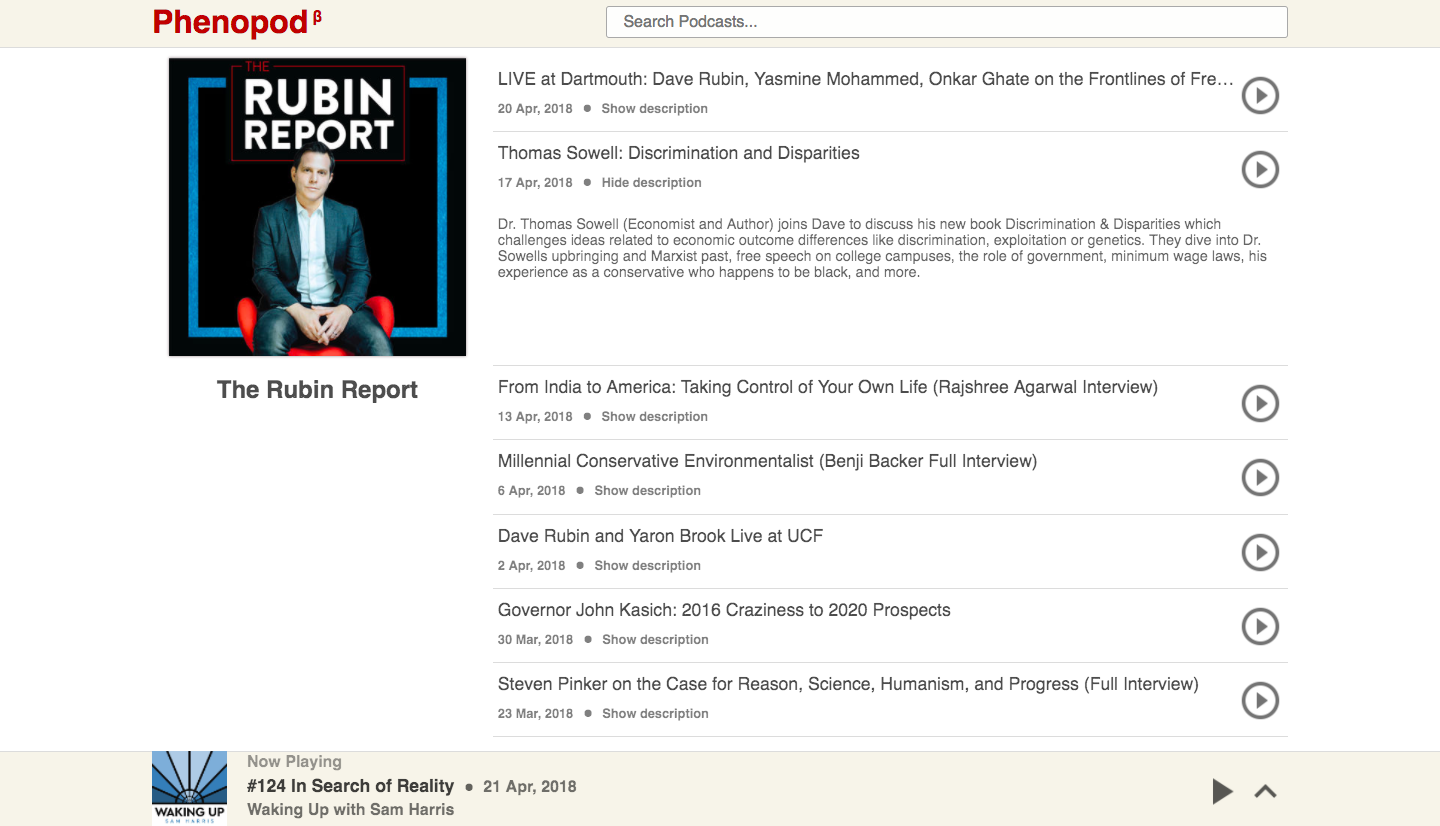 Phenopod β
Search Podcasts...
THE
RUBIN
REPORT
The Rubin Report
LIVE at Dartmouth: Dave Rubin, Yasmine Mohammed, Onkar Ghate on the Frontlines of Fre…
20 Apr, 2018 ● Show description
Thomas Sowell: Discrimination and Disparities
17 Apr, 2018 ● Hide description
Dr. Thomas Sowell (Economist and Author) joins Dave to discuss his new book Discrimination & Disparities which
challenges ideas related to economic outcome differences like discrimination, exploitation or genetics. They dive into Dr.
Sowells upbringing and Marxist past, free speech on college campuses, the role of government, minimum wage laws, his
experience as a conservative who happens to be black, and more.
From India to America: Taking Control of Your Own Life (Rajshree Agarwal Interview)
13 Apr, 2018 ● Show description
Millennial Conservative Environmentalist (Benji Backer Full Interview)
6 Apr, 2018 ● Show description
Dave Rubin and Yaron Brook Live at UCF
2 Apr, 2018 ● Show description
Governor John Kasich: 2016 Craziness to 2020 Prospects
30 Mar, 2018 ● Show description
Steven Pinker on the Case for Reason, Science, Humanism, and Progress (Full Interview)
23 Mar, 2018 ● Show description
WAKING UP
SAM HARRIS
Now Playing
#124 In Search of Reality ● 21 Apr, 2018
Waking Up with Sam Harris